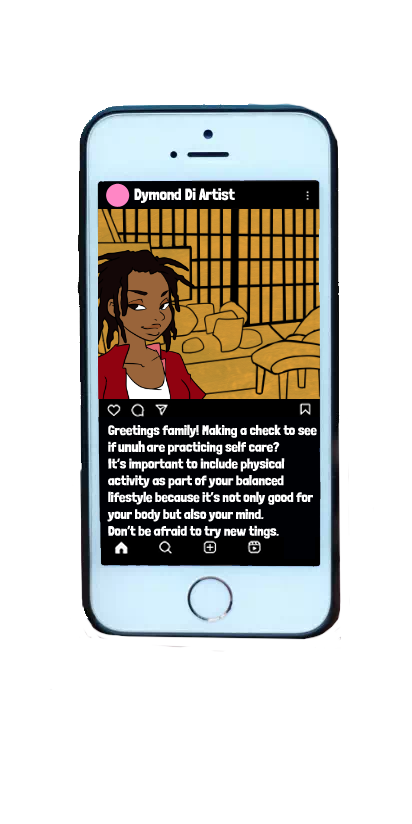 Dymond Di Artist
Greetings family! Making a check to see
if unuh are practicing self care?
It's important to include physical
activity as part of your balanced
lifestyle because it's not only good for
your body but also your mind.
Don't be afraid to try new tings.